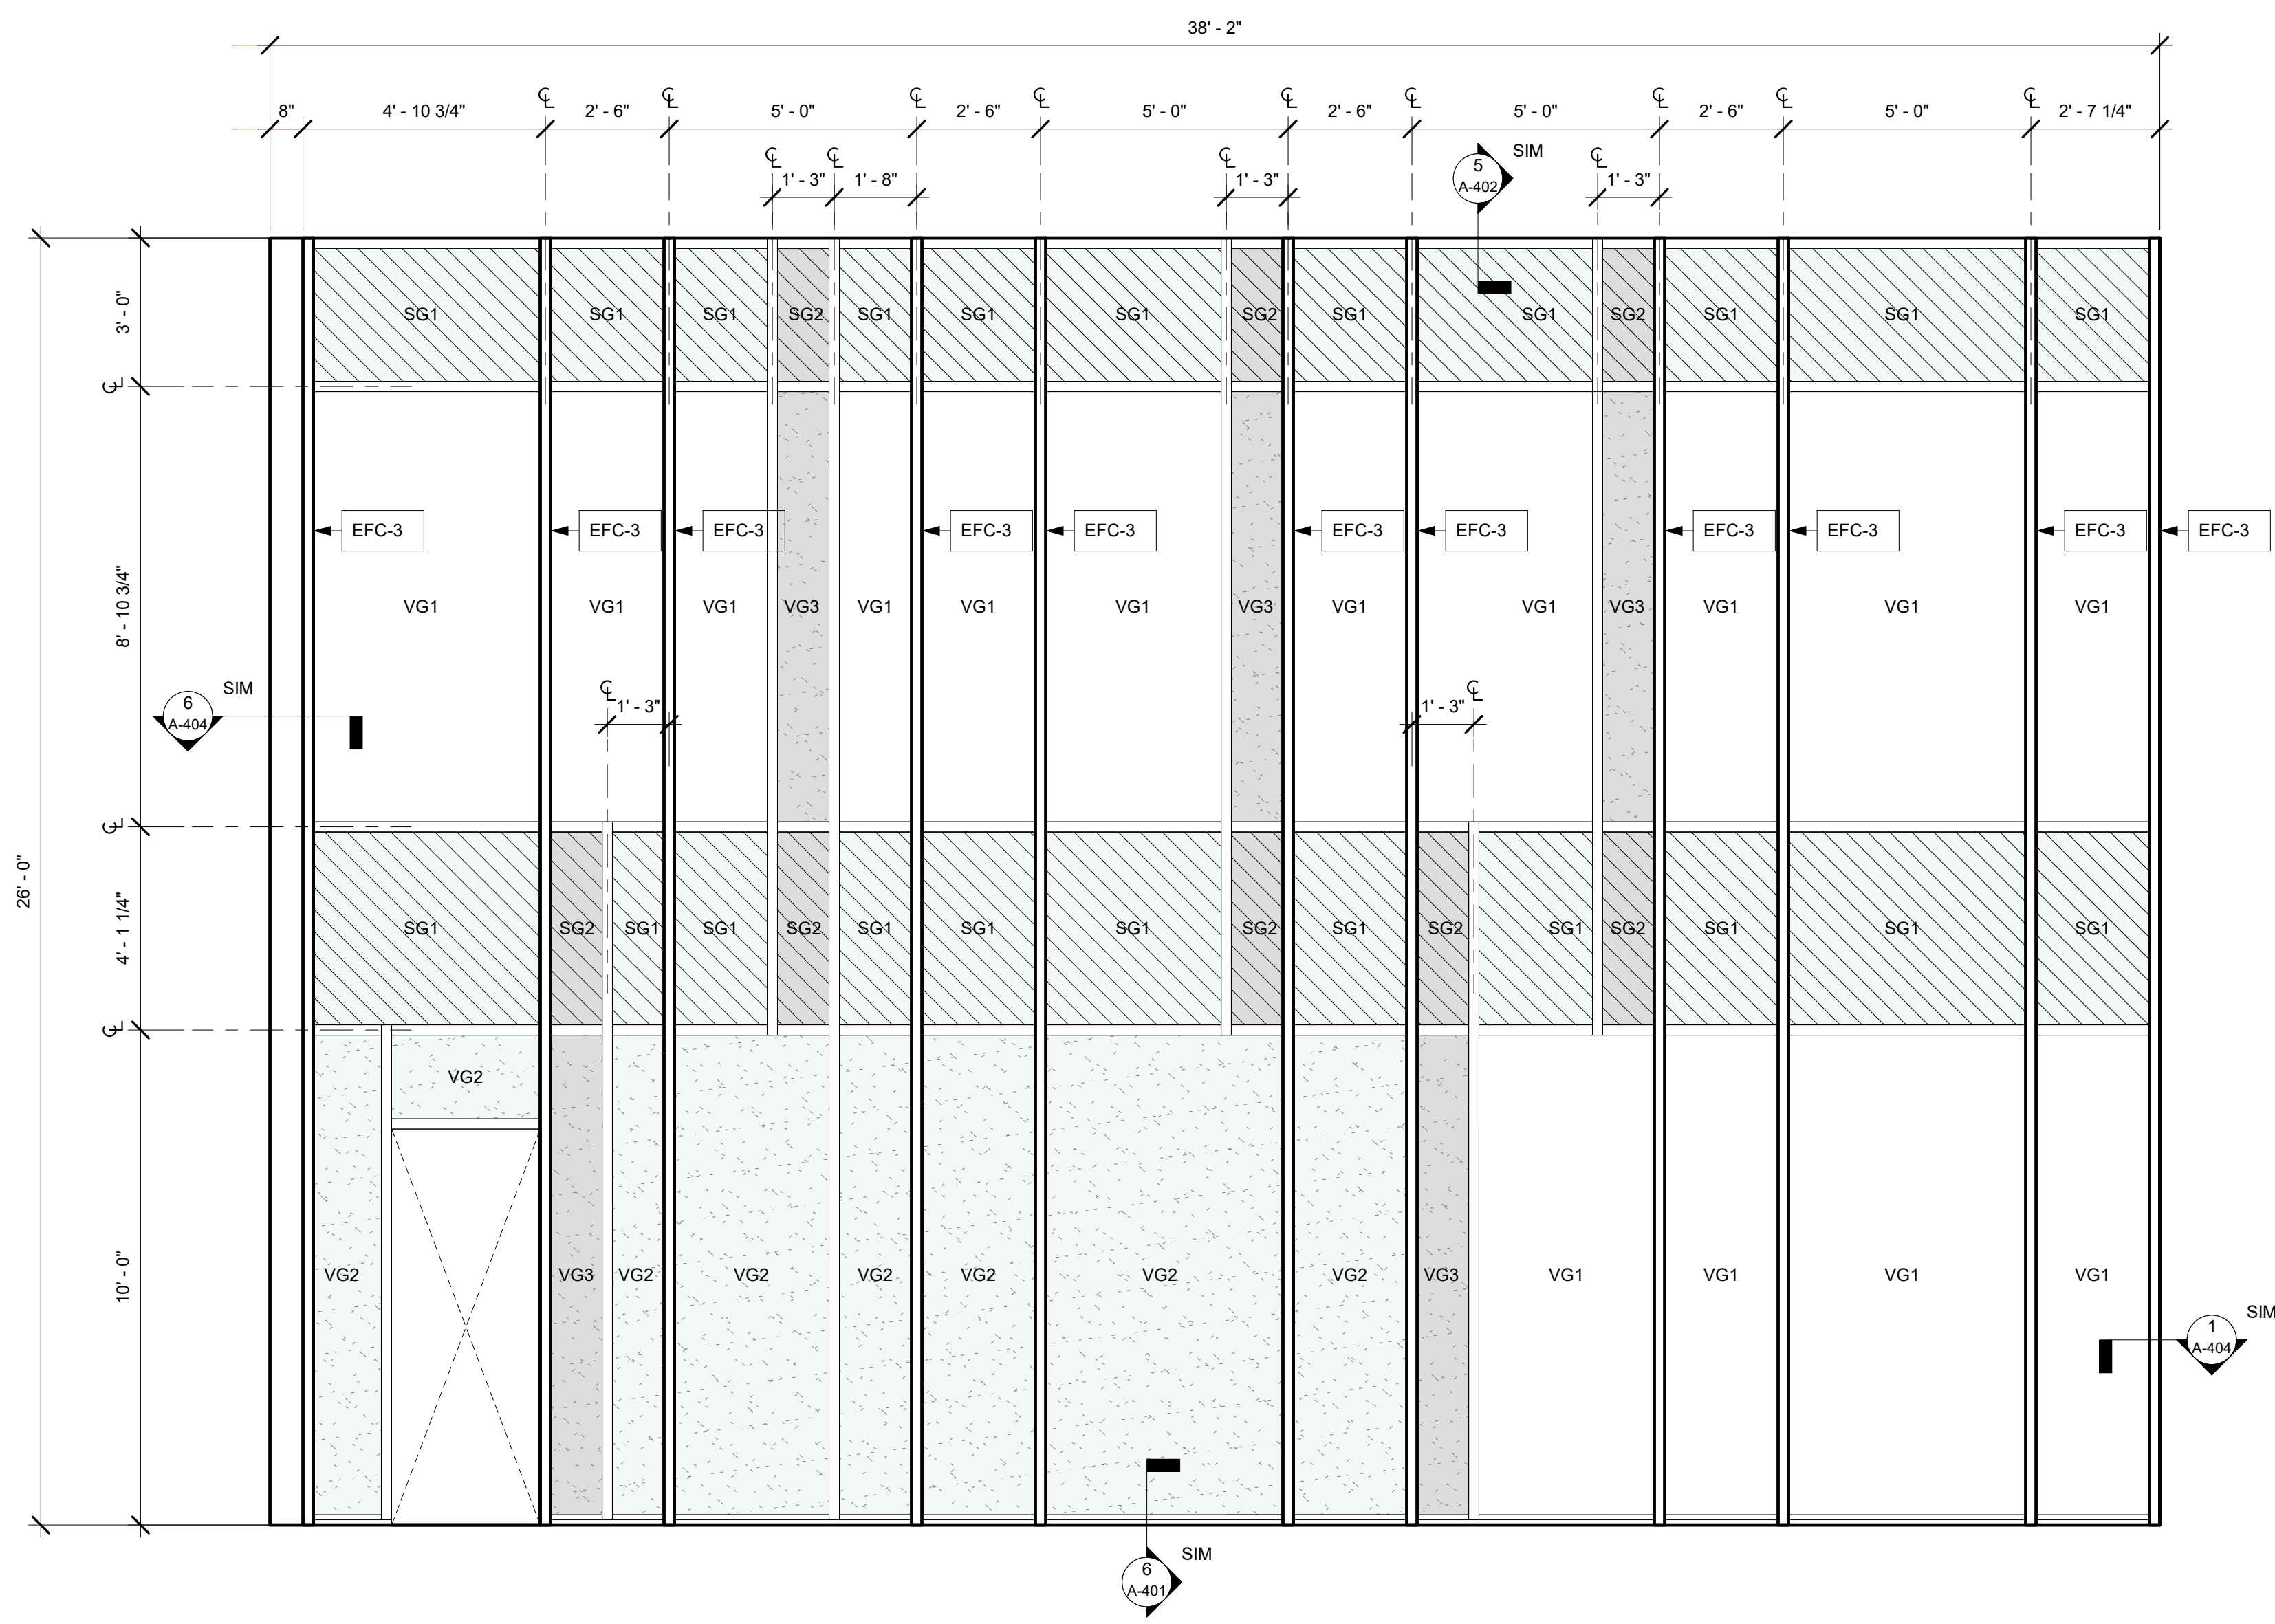 38' - 2"
8" 4' - 10 3/4" ℄ 2' - 6" ℄ 5' - 0" ℄ 2' - 6" ℄ 5' - 0" ℄ 2' - 6" ℄ 5' - 0" ℄ 2' - 6" ℄ 5' - 0" ℄ 2' - 7 1/4"
℄ 1' - 3" ℄ 1' - 8" ℄ 1' - 3" ℄ 1' - 3"
5
A-402
SIM
3' - 0"
SG1 SG1 SG1 SG2 SG1 SG1 SG1 SG2 SG1 SG1 SG2 SG1 SG1 SG1
℄
EFC-3 EFC-3 EFC-3 EFC-3 EFC-3 EFC-3 EFC-3 EFC-3 EFC-3 EFC-3 EFC-3
8' - 10 3/4"
VG1 VG1 VG1 VG3 VG1 VG1 VG1 VG3 VG1 VG1 VG3 VG1 VG1 VG1
6
A-404
SIM
℄ 1' - 3" 1' - 3" ℄
℄
26' - 0"
4' - 1 1/4"
SG1 SG2 SG1 SG1 SG2 SG1 SG1 SG1 SG2 SG1 SG2 SG1 SG2 SG1 SG1 SG1
℄
VG2
10' - 0"
VG2 VG3 VG2 VG2 VG2 VG2 VG2 VG2 VG3 VG1 VG1 VG1 VG1
1
A-404
SIM
6
A-401
SIM